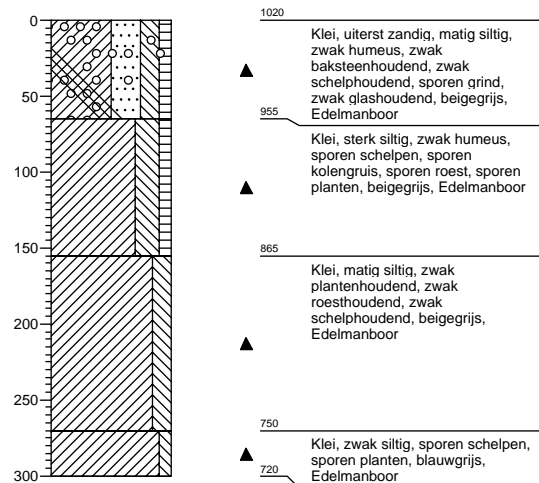 0
50
100
150
200
250
300
1020
Klei, uiterst zandig, matig siltig,
zwak humeus, zwak
baksteenhoudend, zwak
schelphoudend, sporen grind,
zwak glashoudend, beigegrijs,
Edelmanboor
955
Klei, sterk siltig, zwak humeus,
sporen schelpen, sporen
kolengruis, sporen roest, sporen
planten, beigegrijs, Edelmanboor
865
Klei, matig siltig, zwak
plantenhoudend, zwak
roesthoudend, zwak
schelphoudend, beigegrijs,
Edelmanboor
750
Klei, zwak siltig, sporen schelpen,
sporen planten, blauwgrijs,
Edelmanboor
720